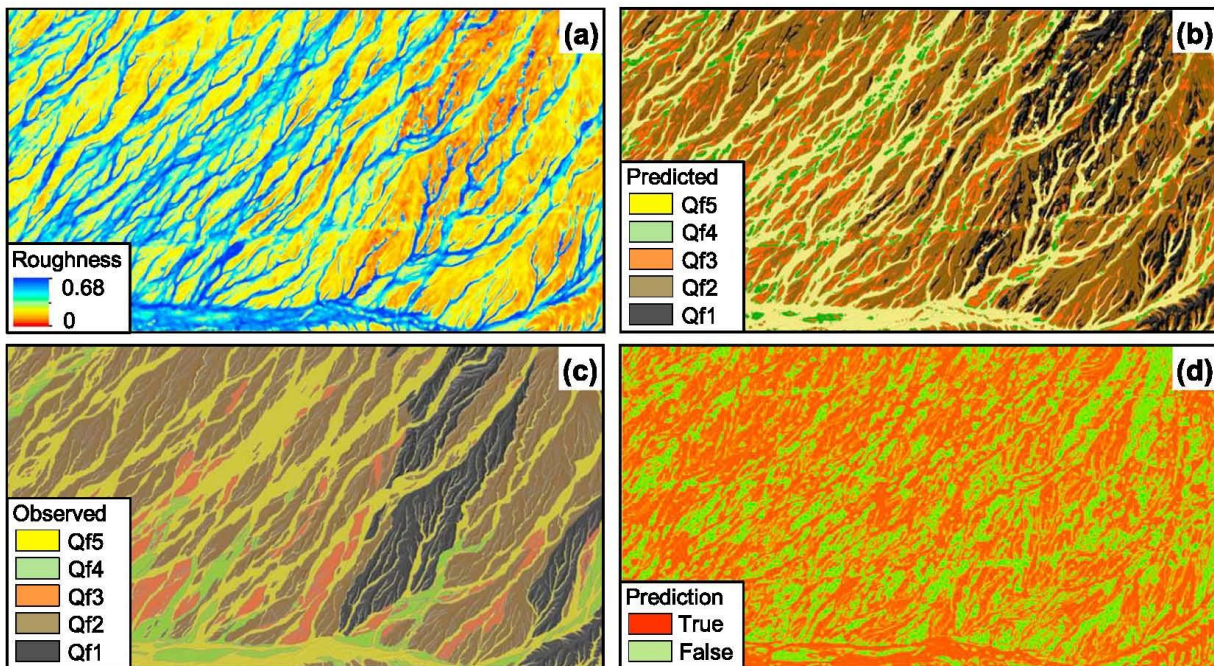 (a)
Roughness
0.68
0
(b)
Predicted
Qf5
Qf4
Qf3
Qf2
Qf1
(c)
Observed
Qf5
Qf4
Qf3
Qf2
Qf1
(d)
Prediction
True
False